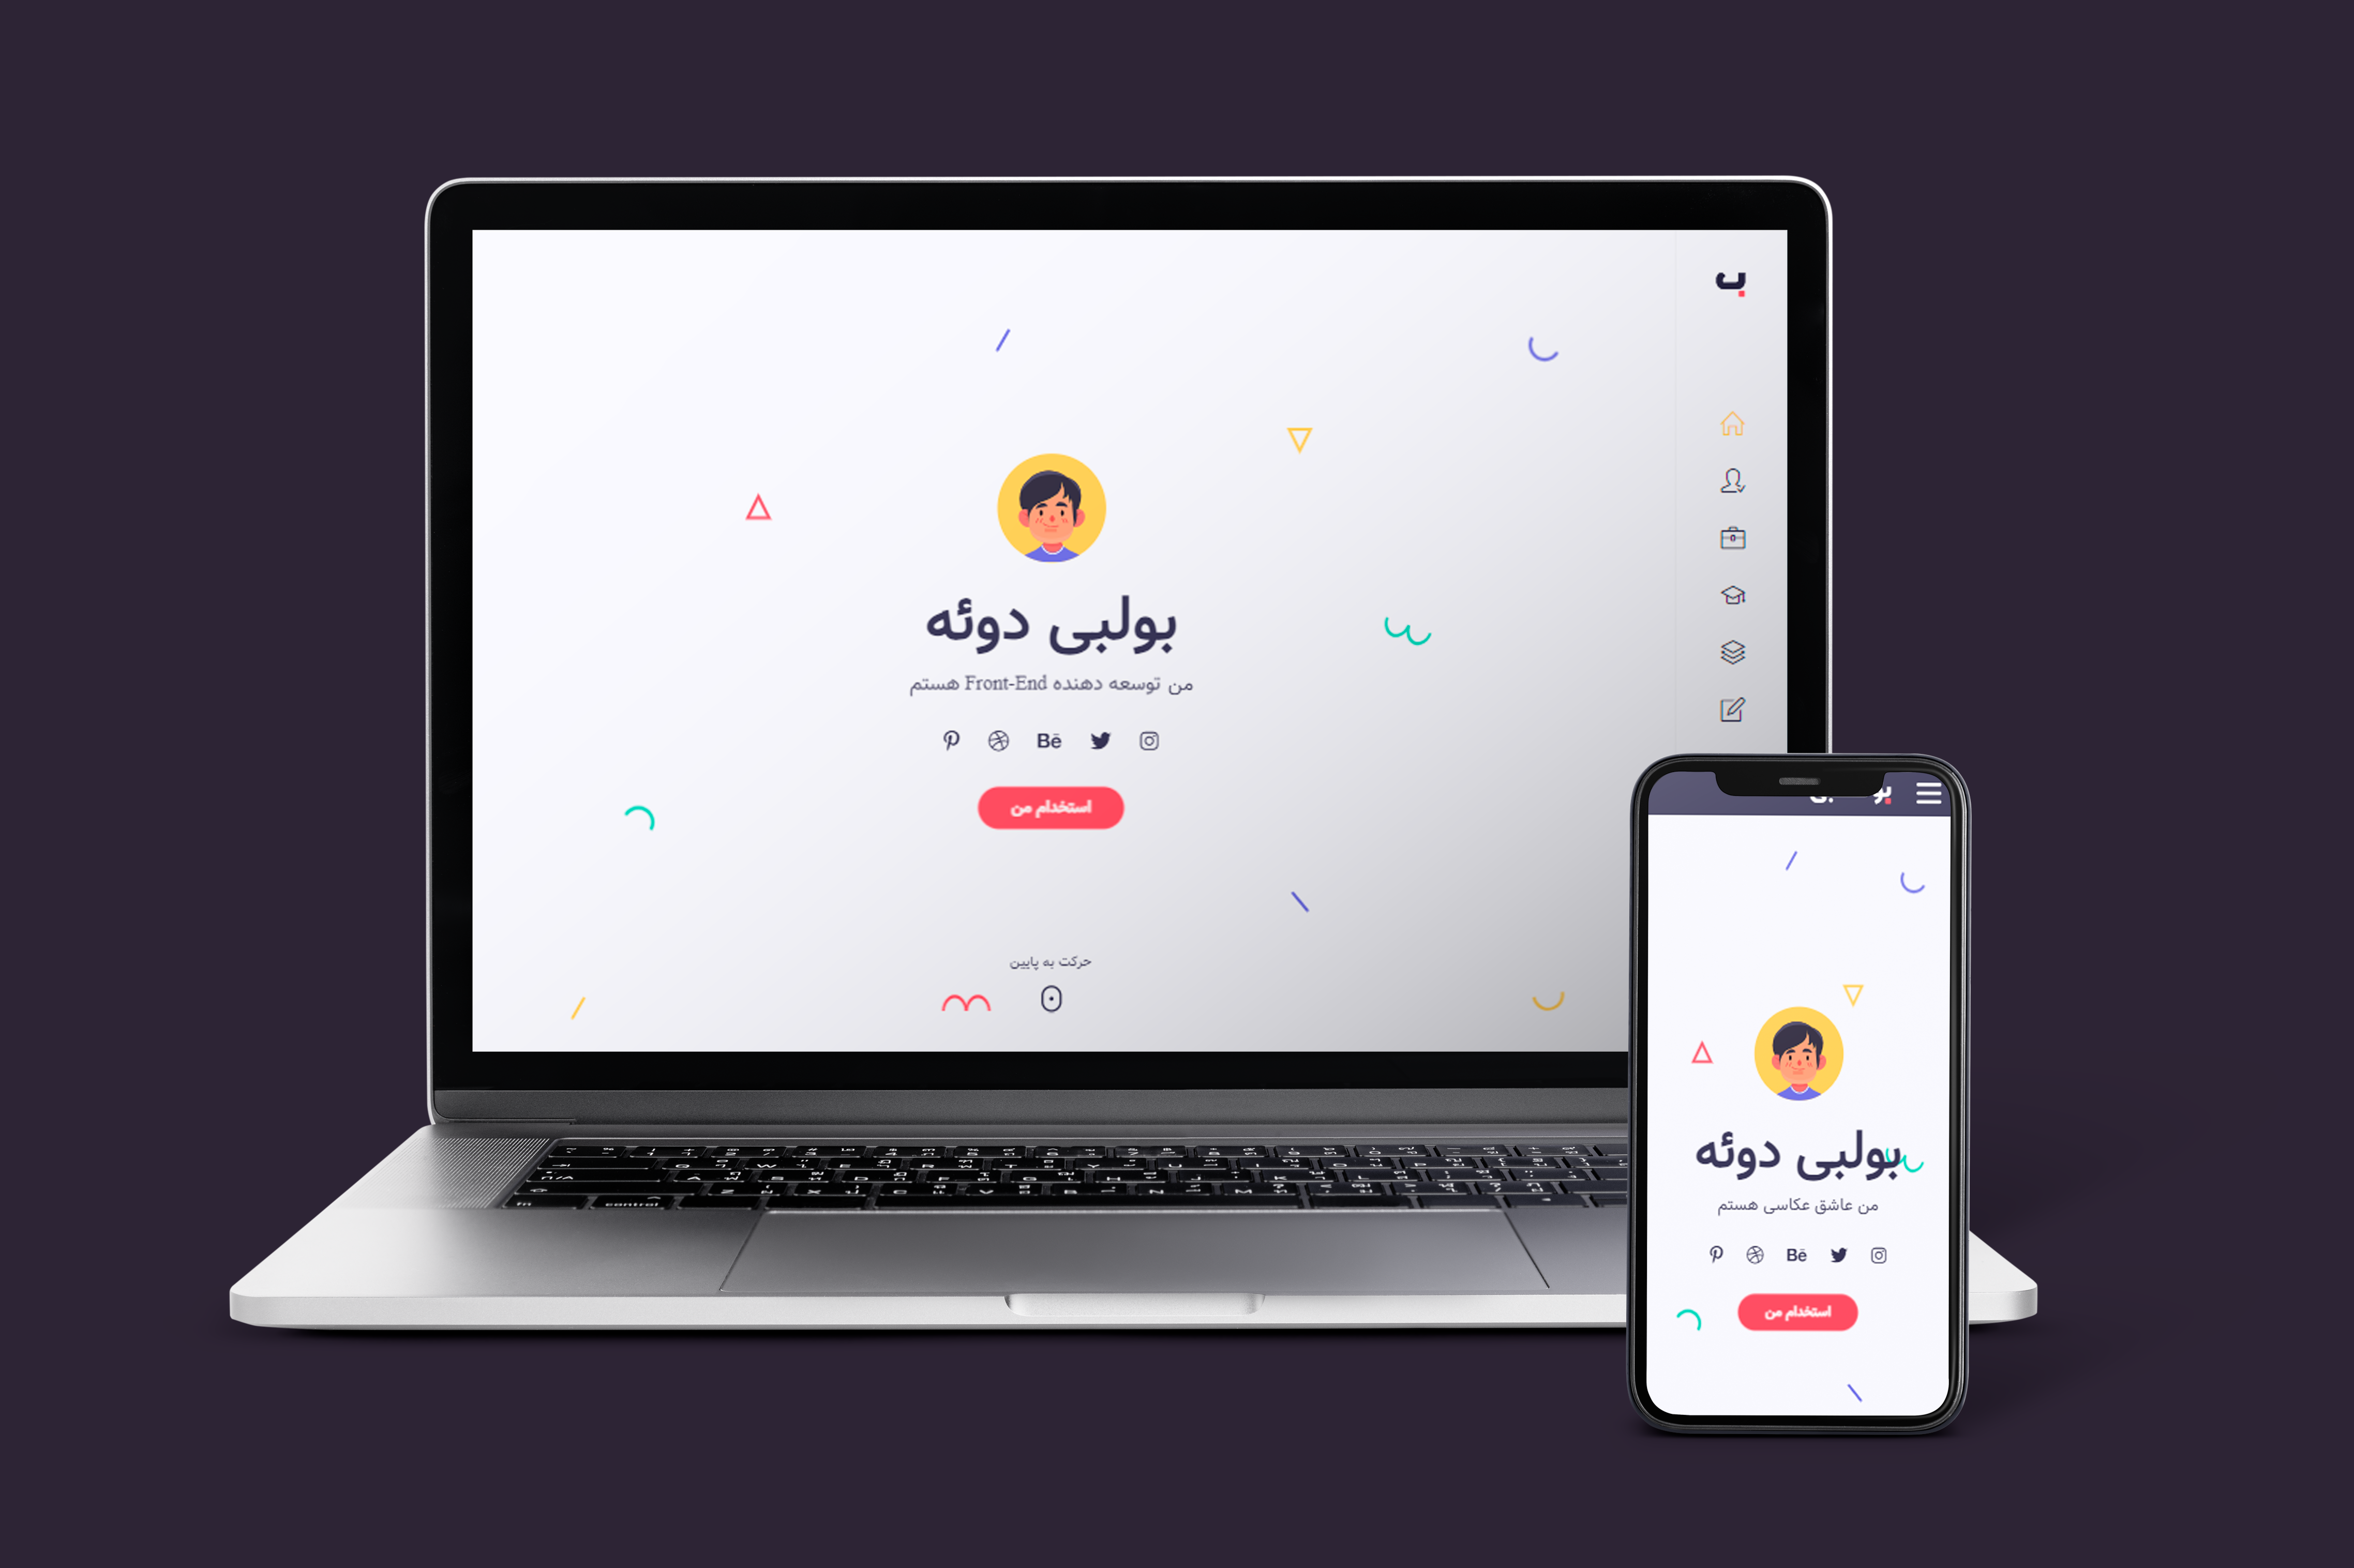 ب
بولبی دوئه
من توسعه دهنده Front-End هستم
Bē
استخدام من
حرکت به پایین
بولبی دوئه
من عاشق عکاسی هستم
Bē
استخدام من
control